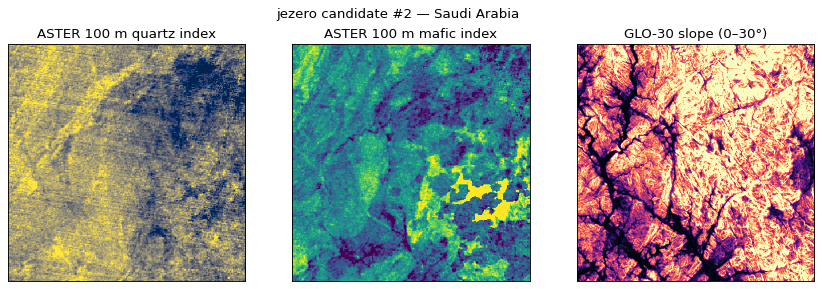 jezero candidate #2 — Saudi Arabia
ASTER 100 m quartz index
ASTER 100 m mafic index
GLO-30 slope (0–30°)